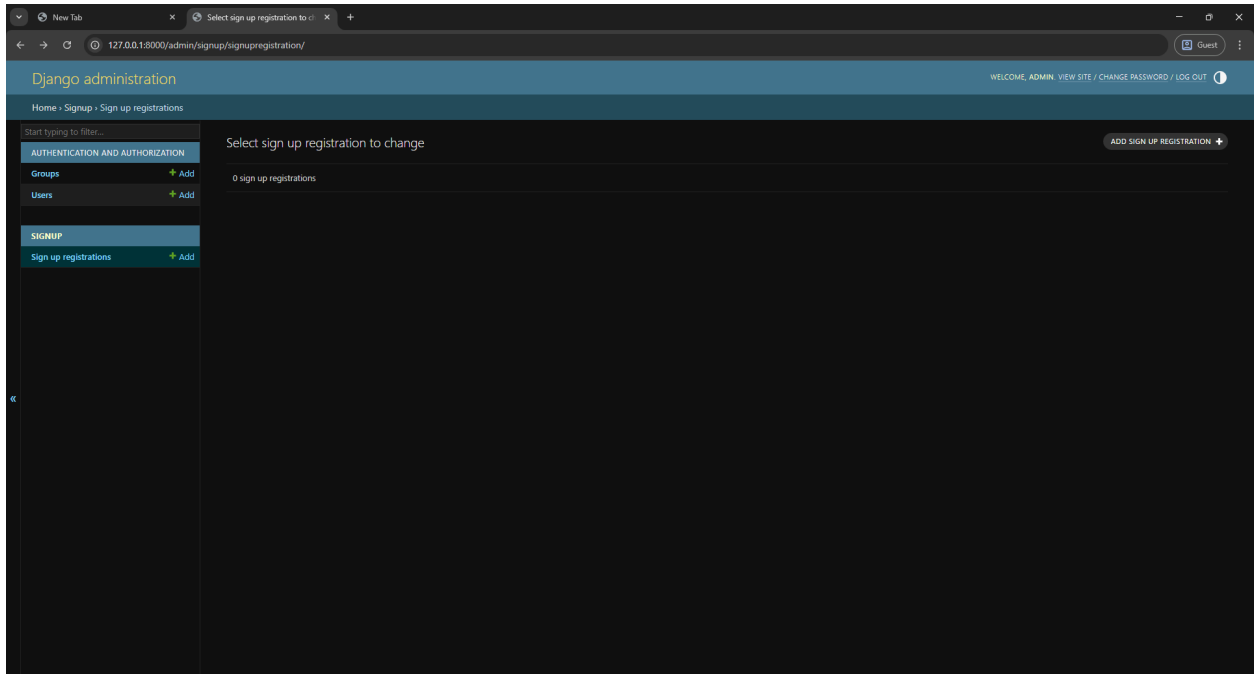 New Tab
Select sign up registration to ch
127.0.0.1:8000/admin/signup/signupregistration/
Guest
Django administration
WELCOME, ADMIN. VIEW SITE / CHANGE PASSWORD / LOG OUT
Home › Signup › Sign up registrations
Start typing to filter...
AUTHENTICATION AND AUTHORIZATION
Groups + Add
Users + Add
SIGNUP
Sign up registrations + Add
«
Select sign up registration to change
ADD SIGN UP REGISTRATION +
0 sign up registrations